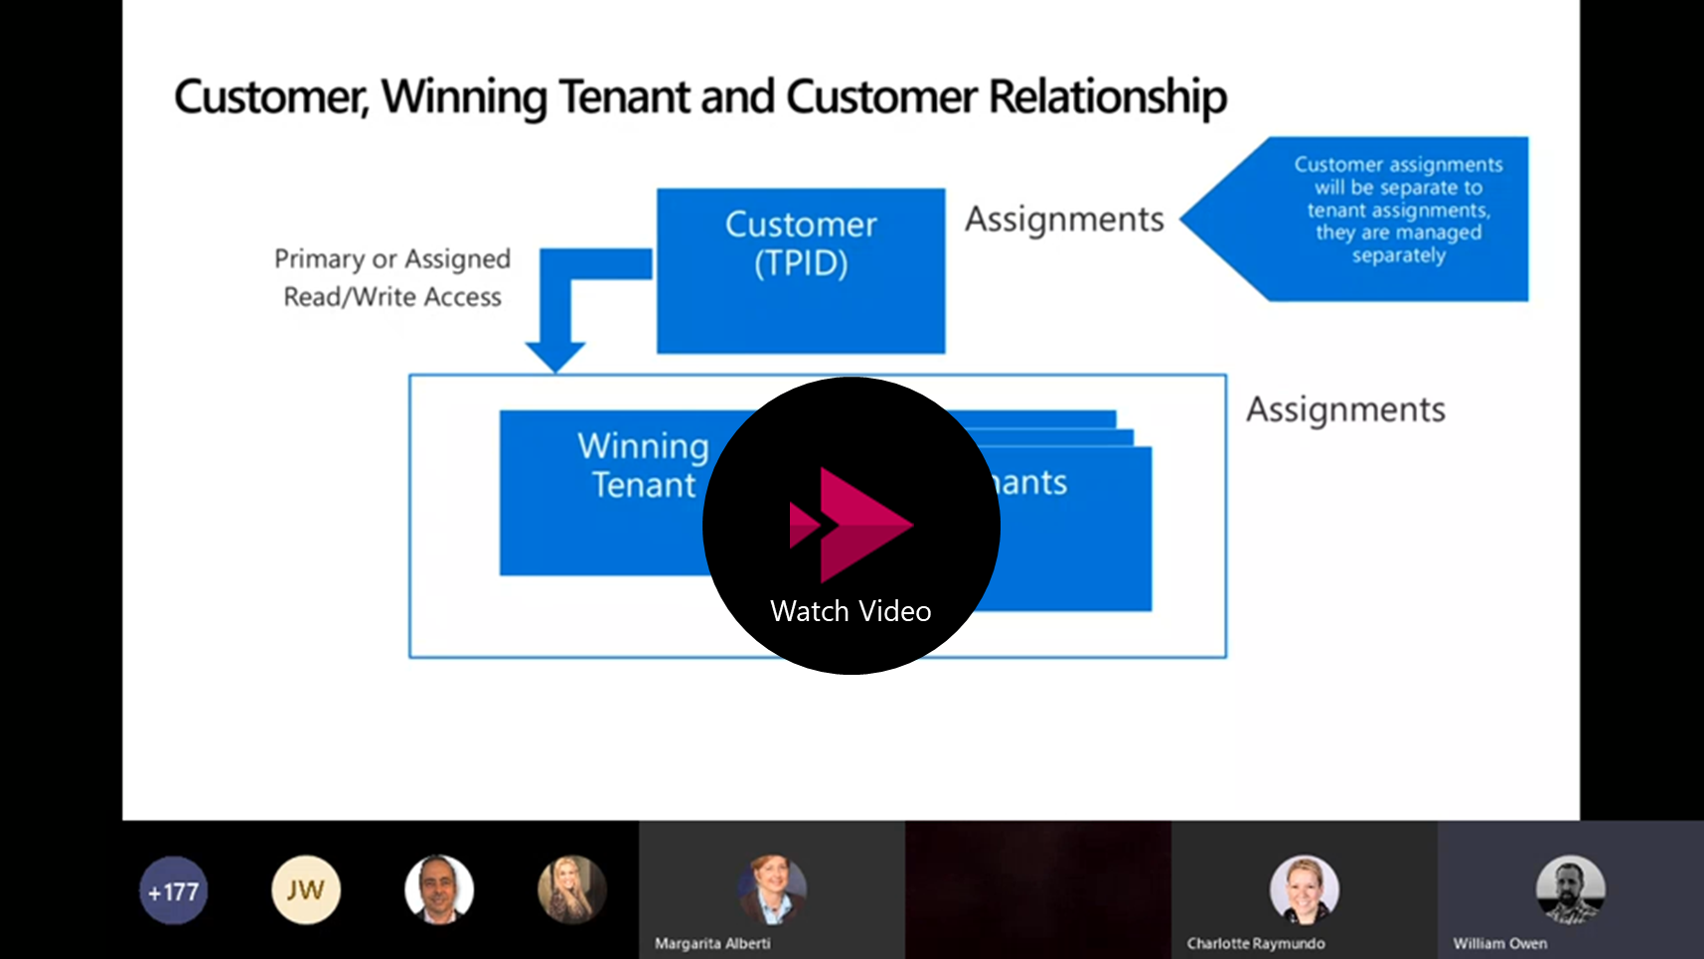 Customer, Winning Tenant and Customer Relationship
Customer assignments
will be separate to
tenant assignments,
they are managed
separately
Customer
(TPID)
Assignments
Primary or Assigned
Read/Write Access
Assignments
Winning
Tenant
Watch Video
+177
JW
Margarita Alberti
Charlotte Raymundo
William Owen